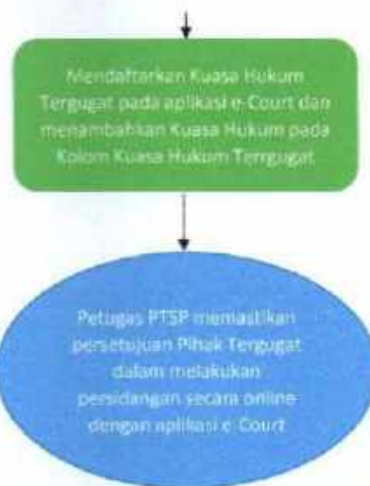 Mendaftarkan Kuasa Hukum
Tergugat pada aplikasi e-Court dan
menambahkan Kuasa Hukum pada
Kolom Kuasa Hukum Terrgugat
Petugas PTSP memastikan
persetujuan Pihak Tergugat
dalam melakukan
persidangan secara online
dengan aplikasi e-Court